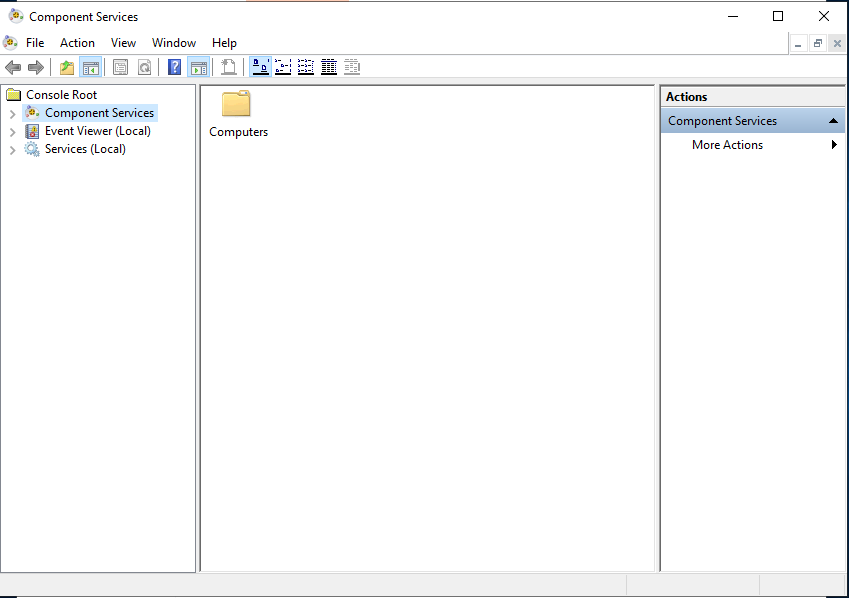 Component Services
File Action View Window Help
Console Root
Component Services
Event Viewer (Local)
Services (Local)
Computers
Actions
Component Services
More Actions